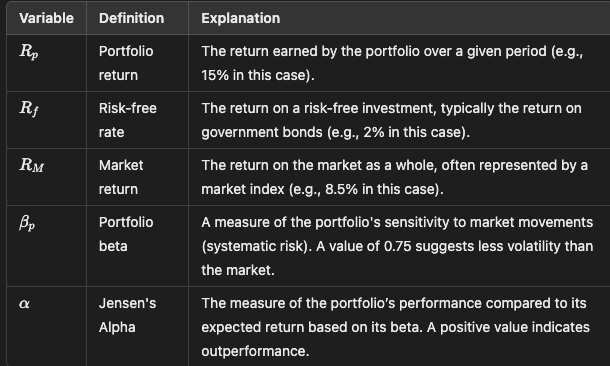 Variable Definition Explanation
R_p Portfolio The return earned by the portfolio over a given period (e.g.,
return 15% in this case).
R_f Risk-free The return on a risk-free investment, typically the return on
rate government bonds (e.g., 2% in this case).
R_M Market The return on the market as a whole, often represented by a
return market index (e.g., 8.5% in this case).
β_p Portfolio A measure of the portfolio's sensitivity to market movements
beta (systematic risk). A value of 0.75 suggests less volatility than
the market.
α Jensen's The measure of the portfolio’s performance compared to its
Alpha expected return based on its beta. A positive value indicates
outperformance.